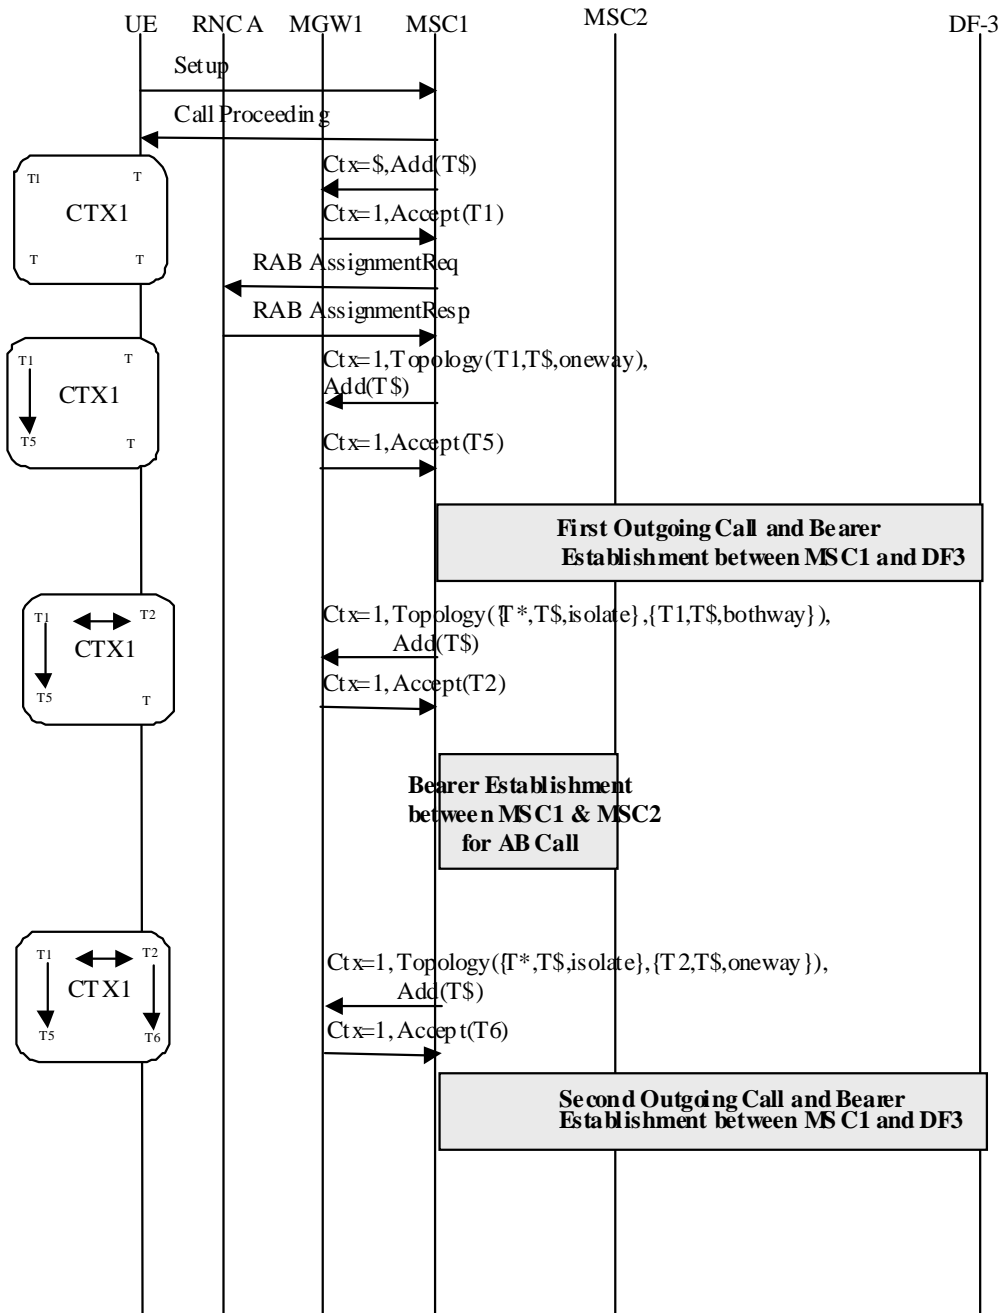 UE RNC A MGW1 MSC1 MSC2 DF-3
Setup
Call Proceeding
Ctx=$,Add(T$)
T1 T
CTX1
Ctx=1,Accept(T1)
T T
RAB AssignmentReq
RAB AssignmentResp
Ctx=1,Topology(T1,T$,oneway),
Add(T$)
T1 T
CTX1
T5 T
Ctx=1,Accept(T5)
First Outgoing Call and Bearer
Establishment between MSC1 and DF3
Ctx=1, Topology({T*,T$,isolate},{T1,T$,bothway}),
Add(T$)
T1 T2
CTX1
T5 T
Ctx=1, Accept(T2)
Bearer Establishment
between MSC1 & MSC2
for AB Call
Ctx=1, Topology({T*,T$,isolate},{T2,T$,oneway}),
Add(T$)
T1 T2
CTX1
T5 T6
Ctx=1, Accept(T6)
Second Outgoing Call and Bearer
Establishment between MSC1 and DF3